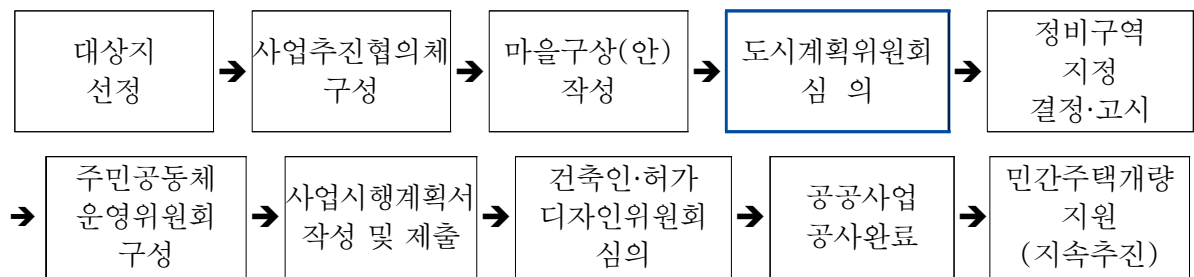 대상지
선정
➔
사업추진협의체
구성
➔
마을구상(안)
작성
➔
도시계획위원회
심 의
➔
정비구역
지정
결정·고시
➔
주민공동체
운영위원회
구성
➔
사업시행계획서
작성 및 제출
➔
건축인·허가
디자인위원회
심의
➔
공공사업
공사완료
➔
민간주택개량
지원
(지속추진)